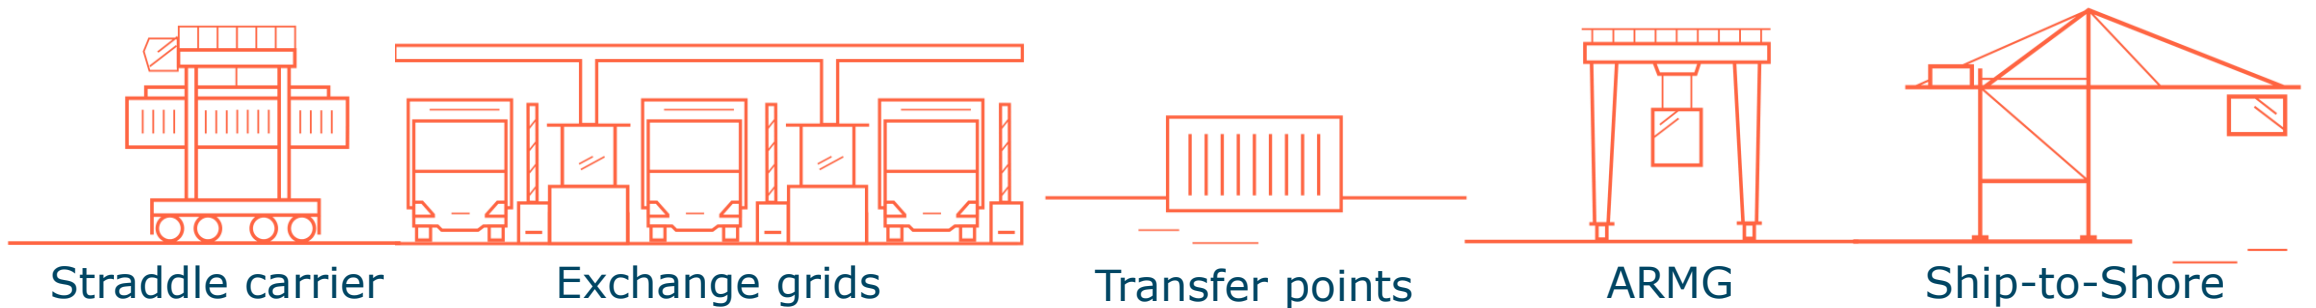 Straddle carrier
Exchange grids
Transfer points
ARMG
Ship-to-Shore